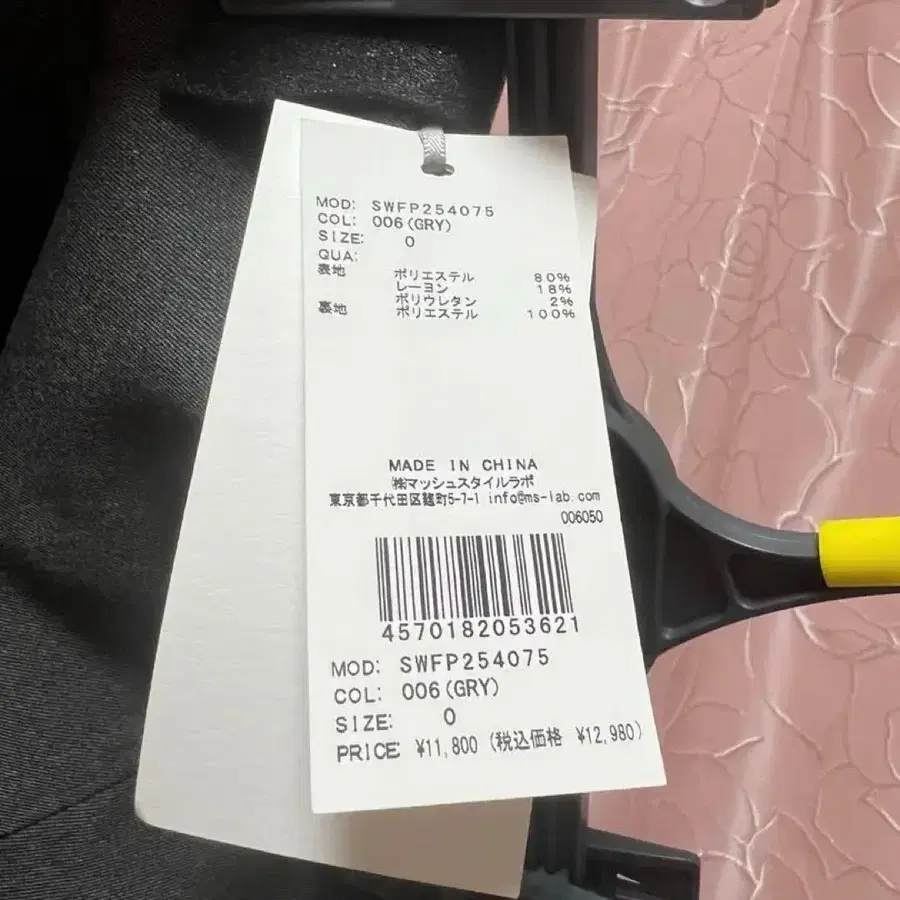 MOD: SWFP254075
COL: 006(GRY)
SIZE: 0
QUA:
表地 ポリエステル 80%
レーヨン 18%
ポリウレタン 2%
裏地 ポリエステル 100%
MADE IN CHINA
㈱マッシュスタイルラボ
東京都千代田区麹町5-7-1 info@ms-lab.com
006050
4570182053621
MOD: SWFP254075
COL: 006(GRY)
SIZE: 0
PRICE: ¥11,800 (税込価格 ¥12,980)